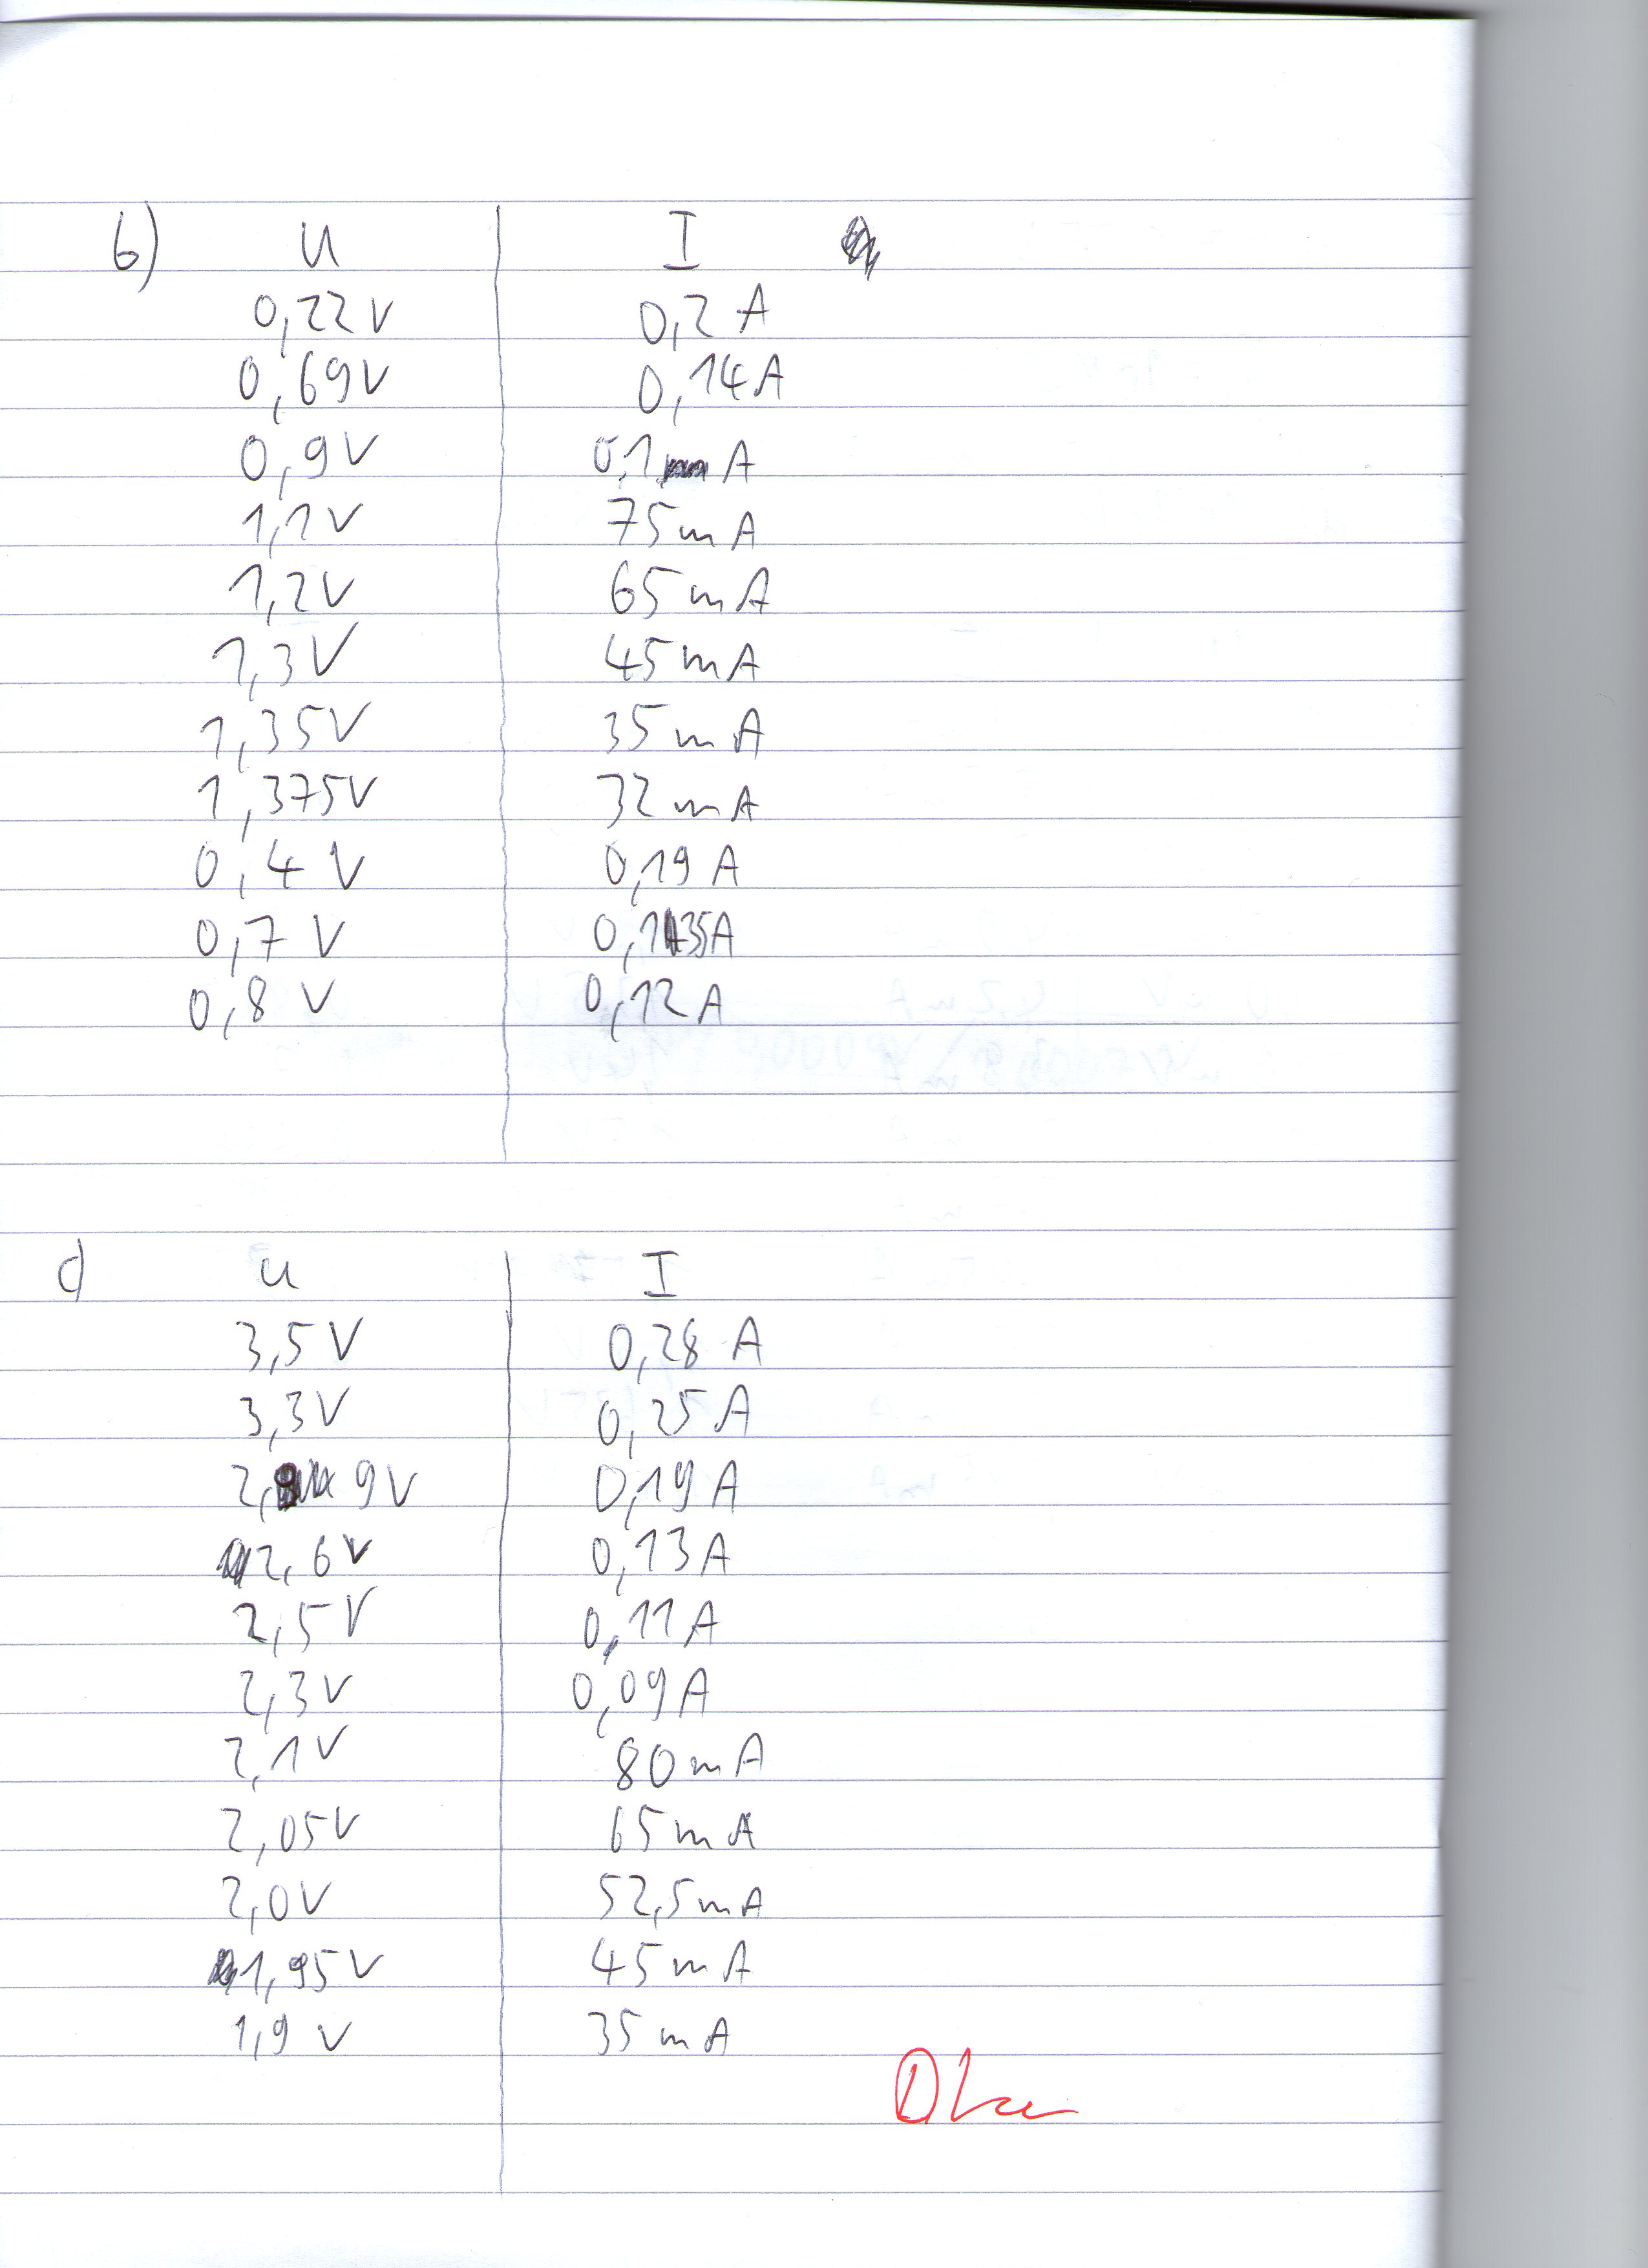 b) U I
0,22 V 0,2 A
0,69 V 0,14 A
0,9 V 0,1 A
1,1 V 75 mA
1,2 V 65 mA
1,3 V 45 mA
1,35 V 35 mA
1,375 V 32 mA
0,4 V 0,19 A
0,7 V 0,135 A
0,8 V 0,12 A
c) U I
3,5 V 0,28 A
3,3 V 0,25 A
2,9 V 0,19 A
2,6 V 0,13 A
2,5 V 0,11 A
2,3 V 0,09 A
2,1 V 80 mA
2,05 V 65 mA
2,0 V 52,5 mA
1,95 V 45 mA
1,9 V 35 mA